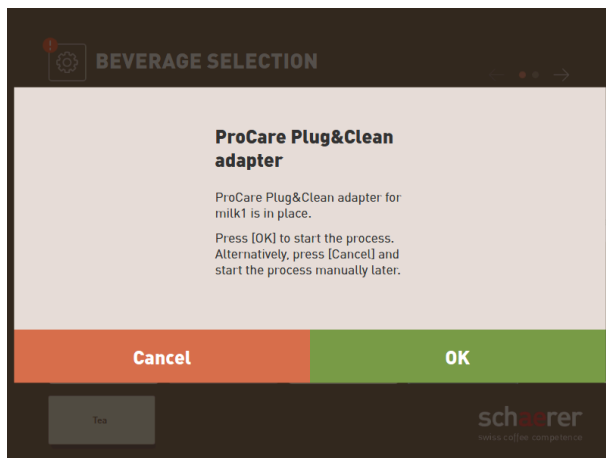 !
BEVERAGE SELECTION
ProCare Plug&Clean
adapter
ProCare Plug&Clean adapter for
milk1 is in place.
Press [OK] to start the process.
Alternatively, press [Cancel] and
start the process manually later.
Cancel
OK
Tea
schaerer
swiss coffee competence